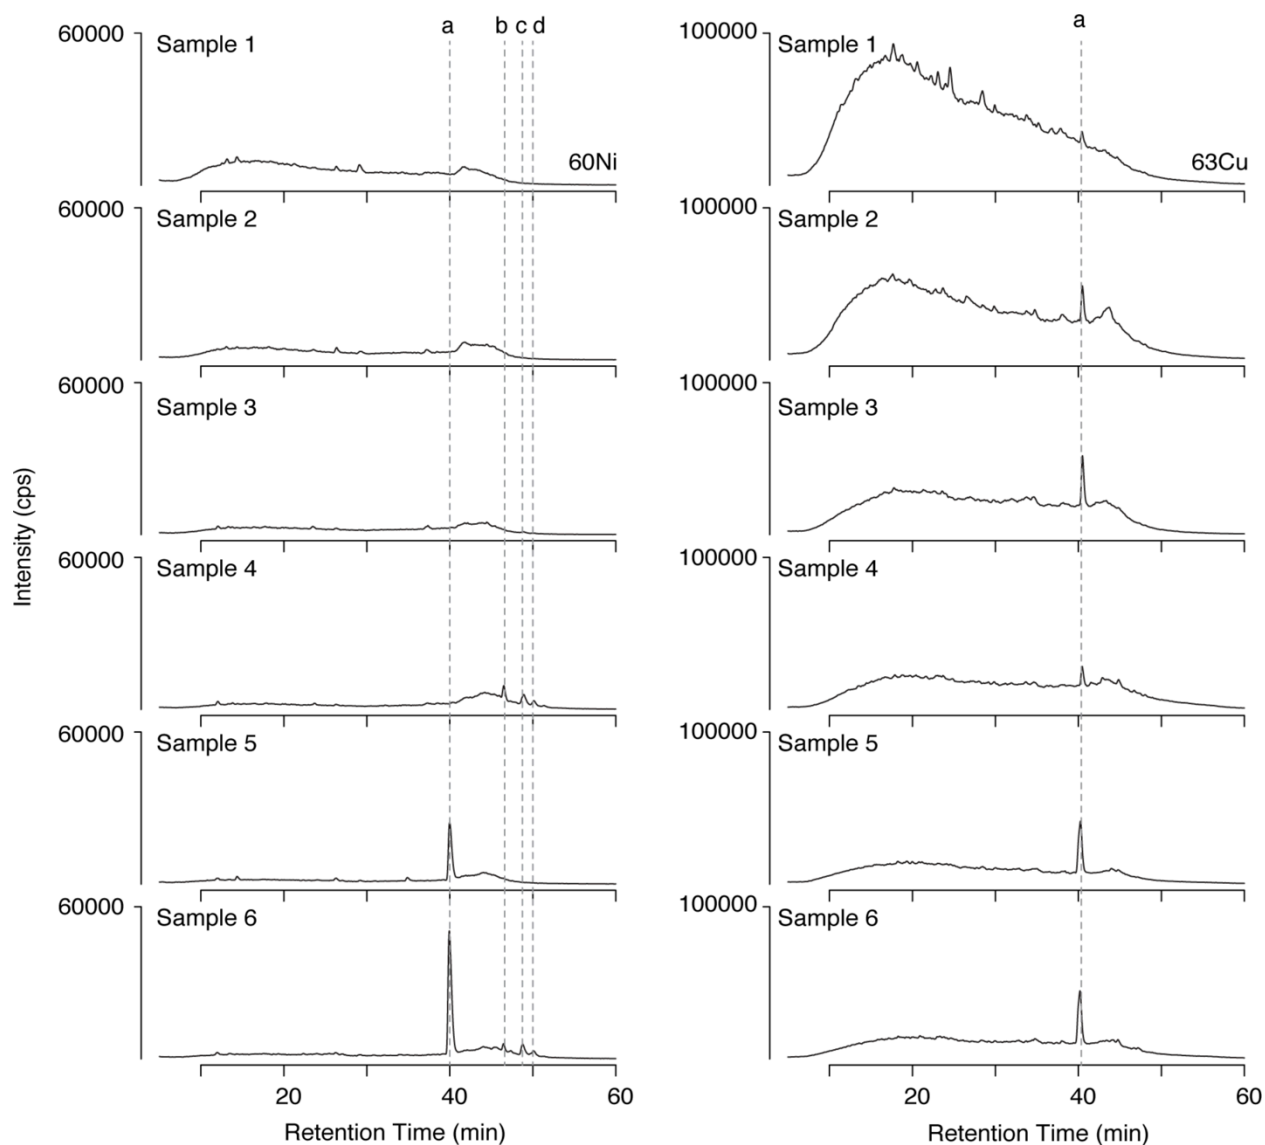 a b c d
a
60000
Sample 1
60Ni
100000
Sample 1
63Cu
60000
Sample 2
100000
Sample 2
60000
Sample 3
100000
Sample 3
Intensity (cps)
60000
Sample 4
100000
Sample 4
60000
Sample 5
100000
Sample 5
60000
Sample 6
100000
Sample 6
20 40 60
20 40 60
Retention Time (min)
Retention Time (min)